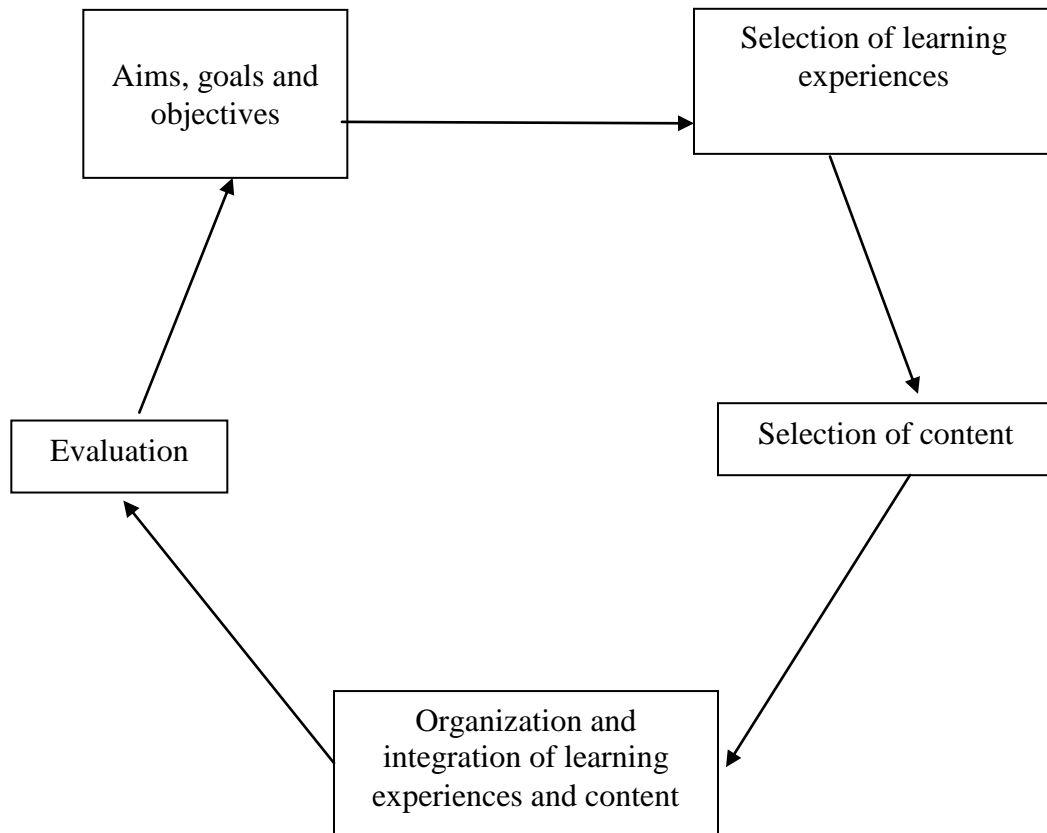 Aims, goals and
objectives
Selection of learning
experiences
Selection of content
Organization and
integration of learning
experiences and content
Evaluation